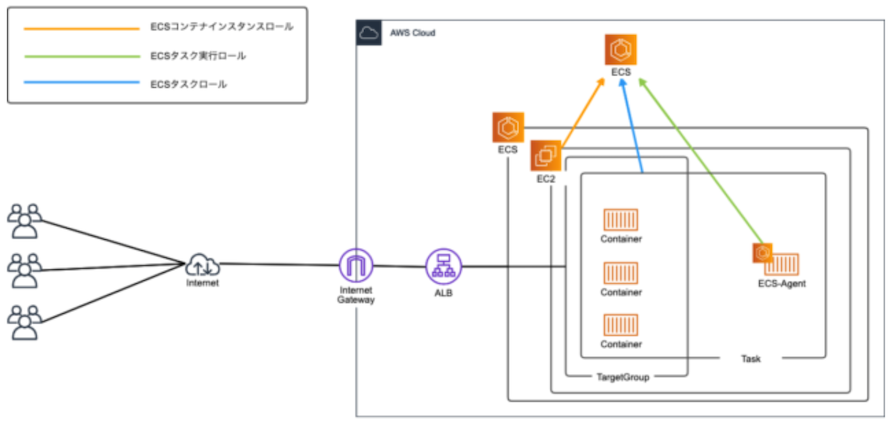 ECSコンテナインスタンスロール
ECSタスク実行ロール
ECSタスクロール
AWS Cloud
ECS
ECS
EC2
Container
Container
Container
ECS-Agent
Task
TargetGroup
Internet
Internet
Gateway
ALB